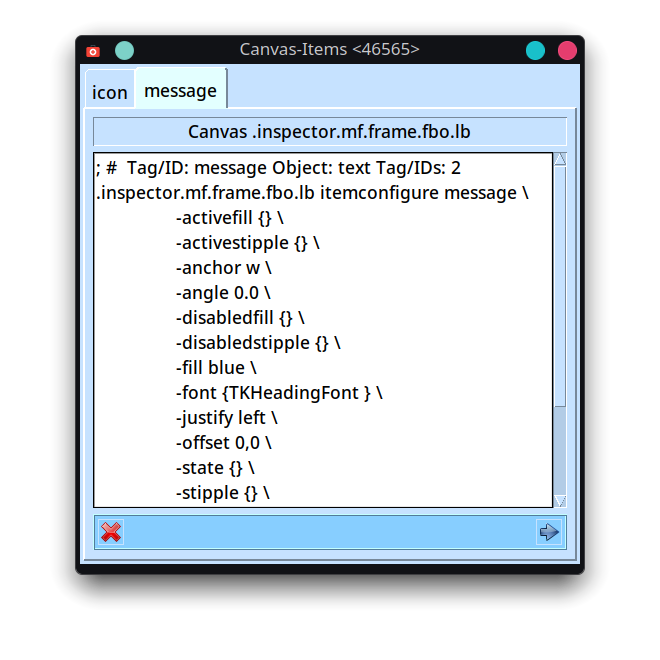 Canvas-Items <46565>
icon
message
Canvas .inspector.mf.frame.fbo.lb
; #  Tag/ID: message Object: text Tag/IDs: 2
.inspector.mf.frame.fbo.lb itemconfigure message \
-activefill {} \
-activestipple {} \
-anchor w \
-angle 0.0 \
-disabledfill {} \
-disabledstipple {} \
-fill blue \
-font {TKHeadingFont } \
-justify left \
-offset 0,0 \
-state {} \
-stipple {} \